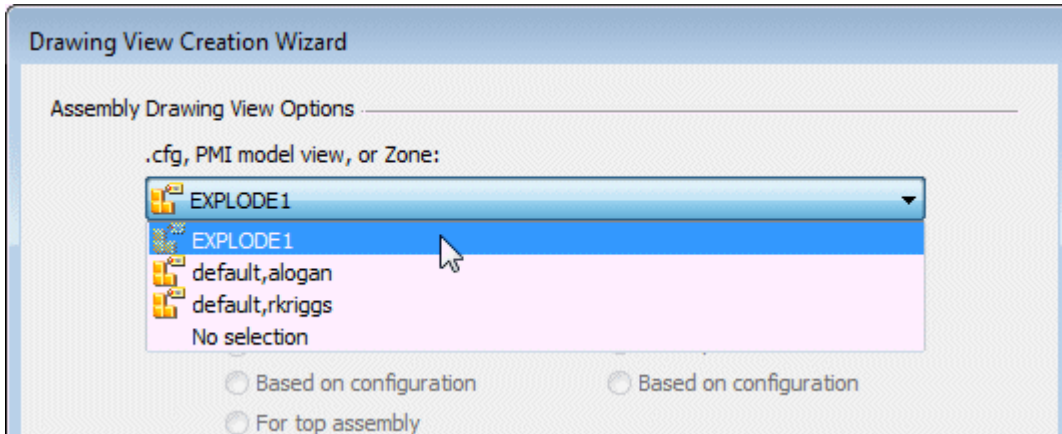 Drawing View Creation Wizard
Assembly Drawing View Options
.cfg, PMI model view, or Zone:
EXPLODE1
EXPLODE1
default,alogan
default,rkriggs
No selection
Based on configuration Based on configuration
For top assembly